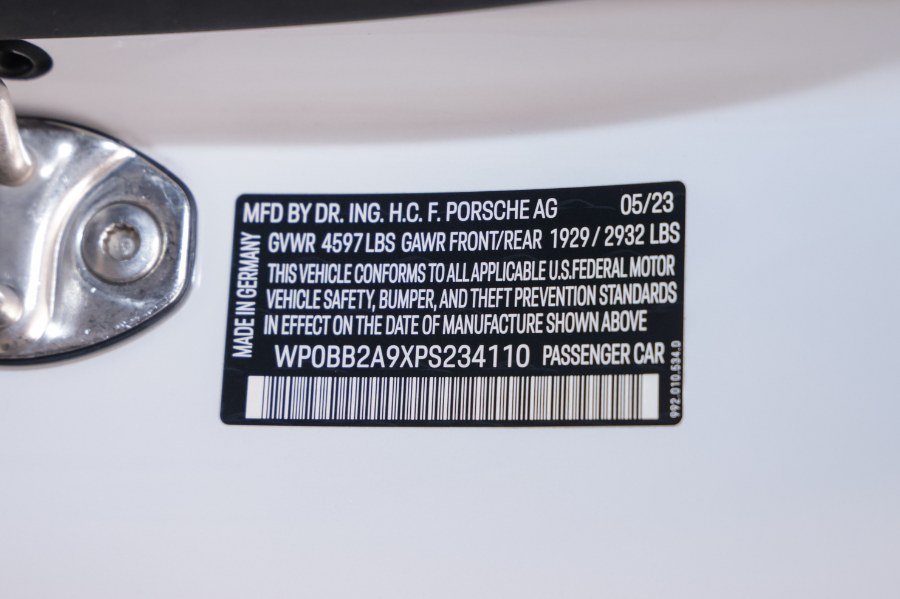 MFD BY DR. ING. H.C. F. PORSCHE AG 05/23
GVWR 4597 LBS GAWR FRONT/REAR 1929 / 2932 LBS
THIS VEHICLE CONFORMS TO ALL APPLICABLE U.S. FEDERAL MOTOR
VEHICLE SAFETY, BUMPER, AND THEFT PREVENTION STANDARDS
IN EFFECT ON THE DATE OF MANUFACTURE SHOWN ABOVE
WP0BB2A9XPS234110 PASSENGER CAR
MADE IN GERMANY
992.010.534.D